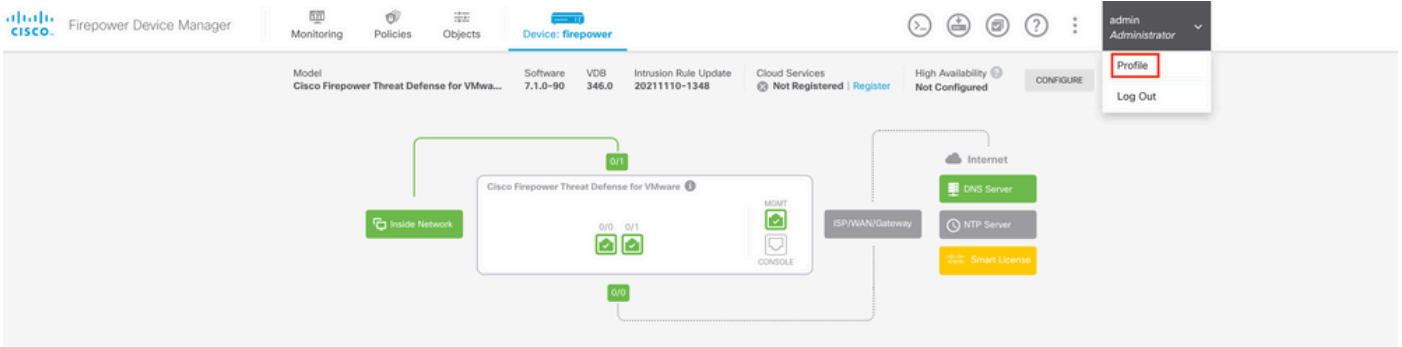 CISCO
Firepower Device Manager
Monitoring
Policies
Objects
Device: firepower
admin
Administrator
Profile
Log Out
Model
Cisco Firepower Threat Defense for VMwa...
Software
7.1.0-90
VDB
346.0
Intrusion Rule Update
20211110-1348
Cloud Services
Not Registered | Register
High Availability
Not Configured
CONFIGURE
0/1
Internet
Cisco Firepower Threat Defense for VMware
DNS Server
MGMT
Inside Network
0/0 0/1
ISP/WAN/Gateway
NTP Server
CONSOLE
Smart License
0/0